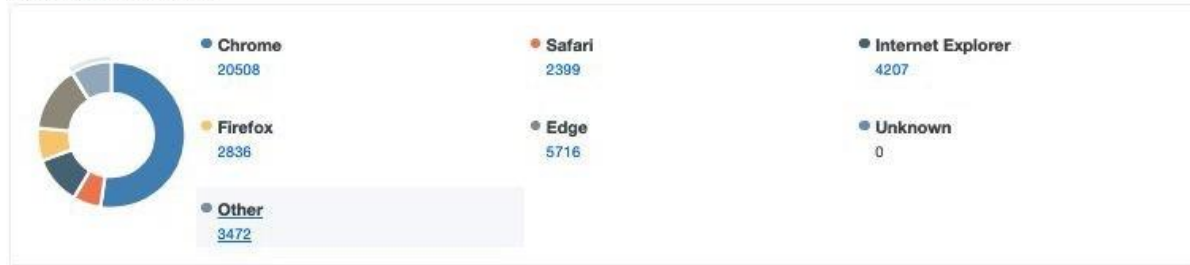 Chrome
20508
Safari
2399
Internet Explorer
4207
Firefox
2836
Edge
5716
Unknown
0
Other
3472